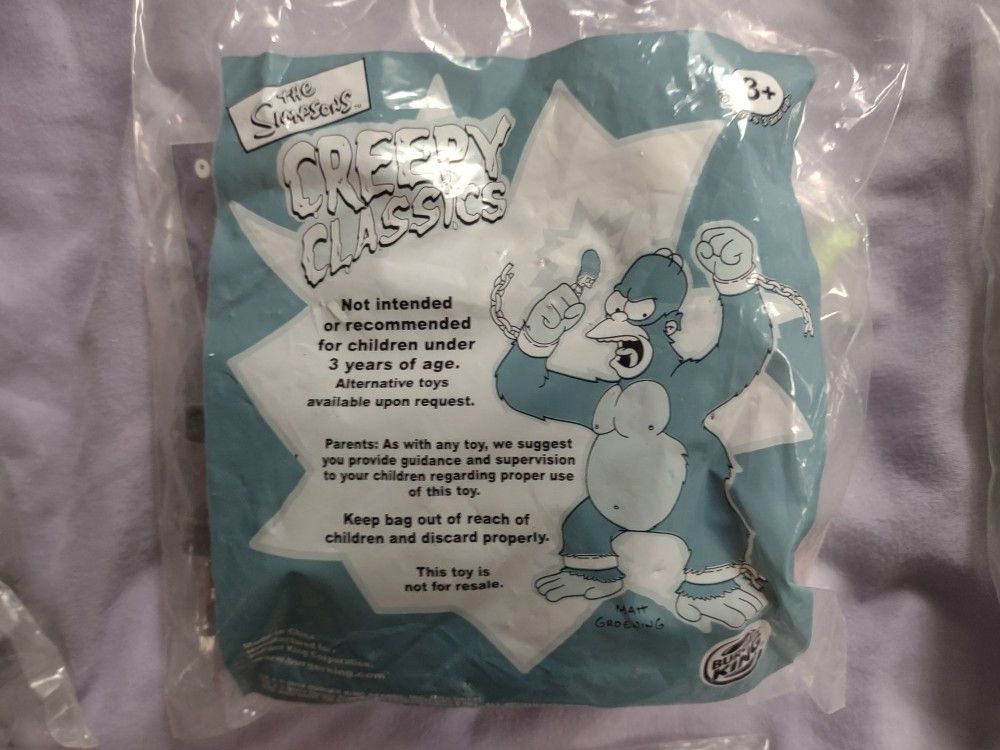 THE
SIMPSONS
3+
CREEPY
CLASSICS
Not intended
or recommended
for children under
3 years of age.
Alternative toys
available upon request.
Parents: As with any toy, we suggest
you provide guidance and supervision
to your children regarding proper use
of this toy.
Keep bag out of reach of
children and discard properly.
This toy is
not for resale.
MATT
GROENING
BURGER
KING